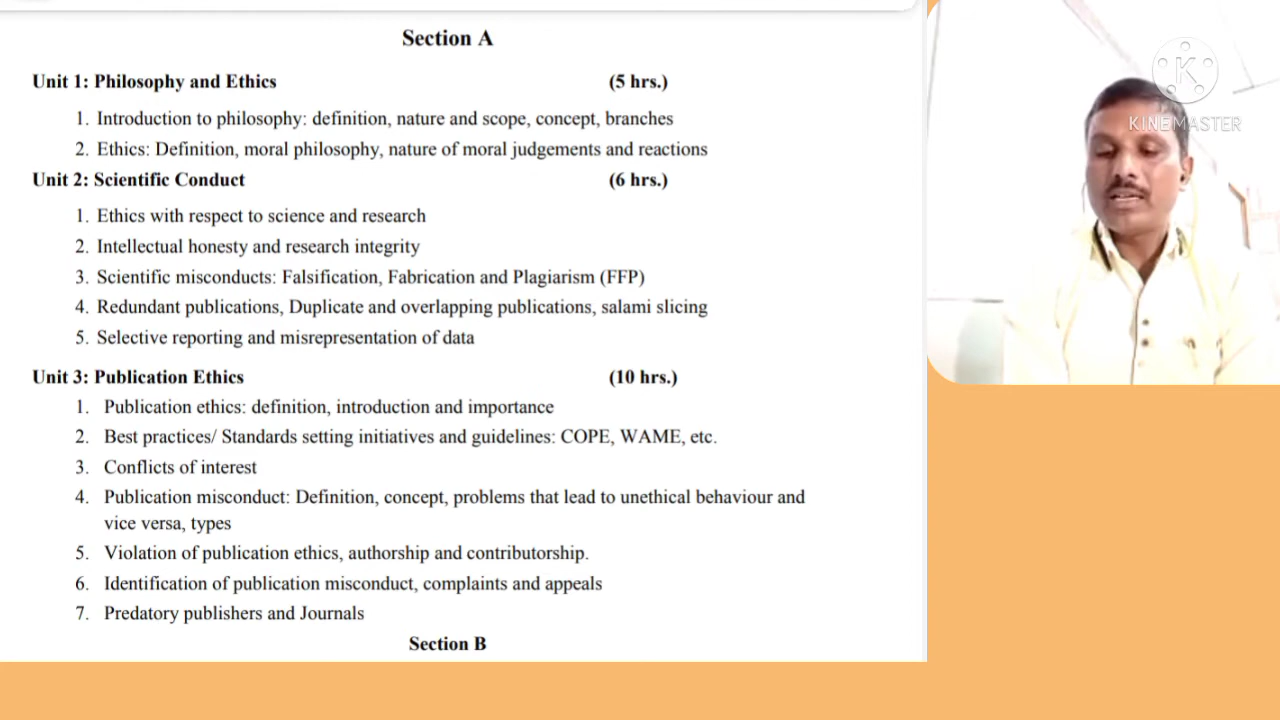 Section A
Unit 1: Philosophy and Ethics (5 hrs.)
1. Introduction to philosophy: definition, nature and scope, concept, branches
2. Ethics: Definition, moral philosophy, nature of moral judgements and reactions
Unit 2: Scientific Conduct (6 hrs.)
1. Ethics with respect to science and research
2. Intellectual honesty and research integrity
3. Scientific misconducts: Falsification, Fabrication and Plagiarism (FFP)
4. Redundant publications, Duplicate and overlapping publications, salami slicing
5. Selective reporting and misrepresentation of data
Unit 3: Publication Ethics (10 hrs.)
1. Publication ethics: definition, introduction and importance
2. Best practices/ Standards setting initiatives and guidelines: COPE, WAME, etc.
3. Conflicts of interest
4. Publication misconduct: Definition, concept, problems that lead to unethical behaviour and
vice versa, types
5. Violation of publication ethics, authorship and contributorship.
6. Identification of publication misconduct, complaints and appeals
7. Predatory publishers and Journals
Section B
K
KINEMASTER